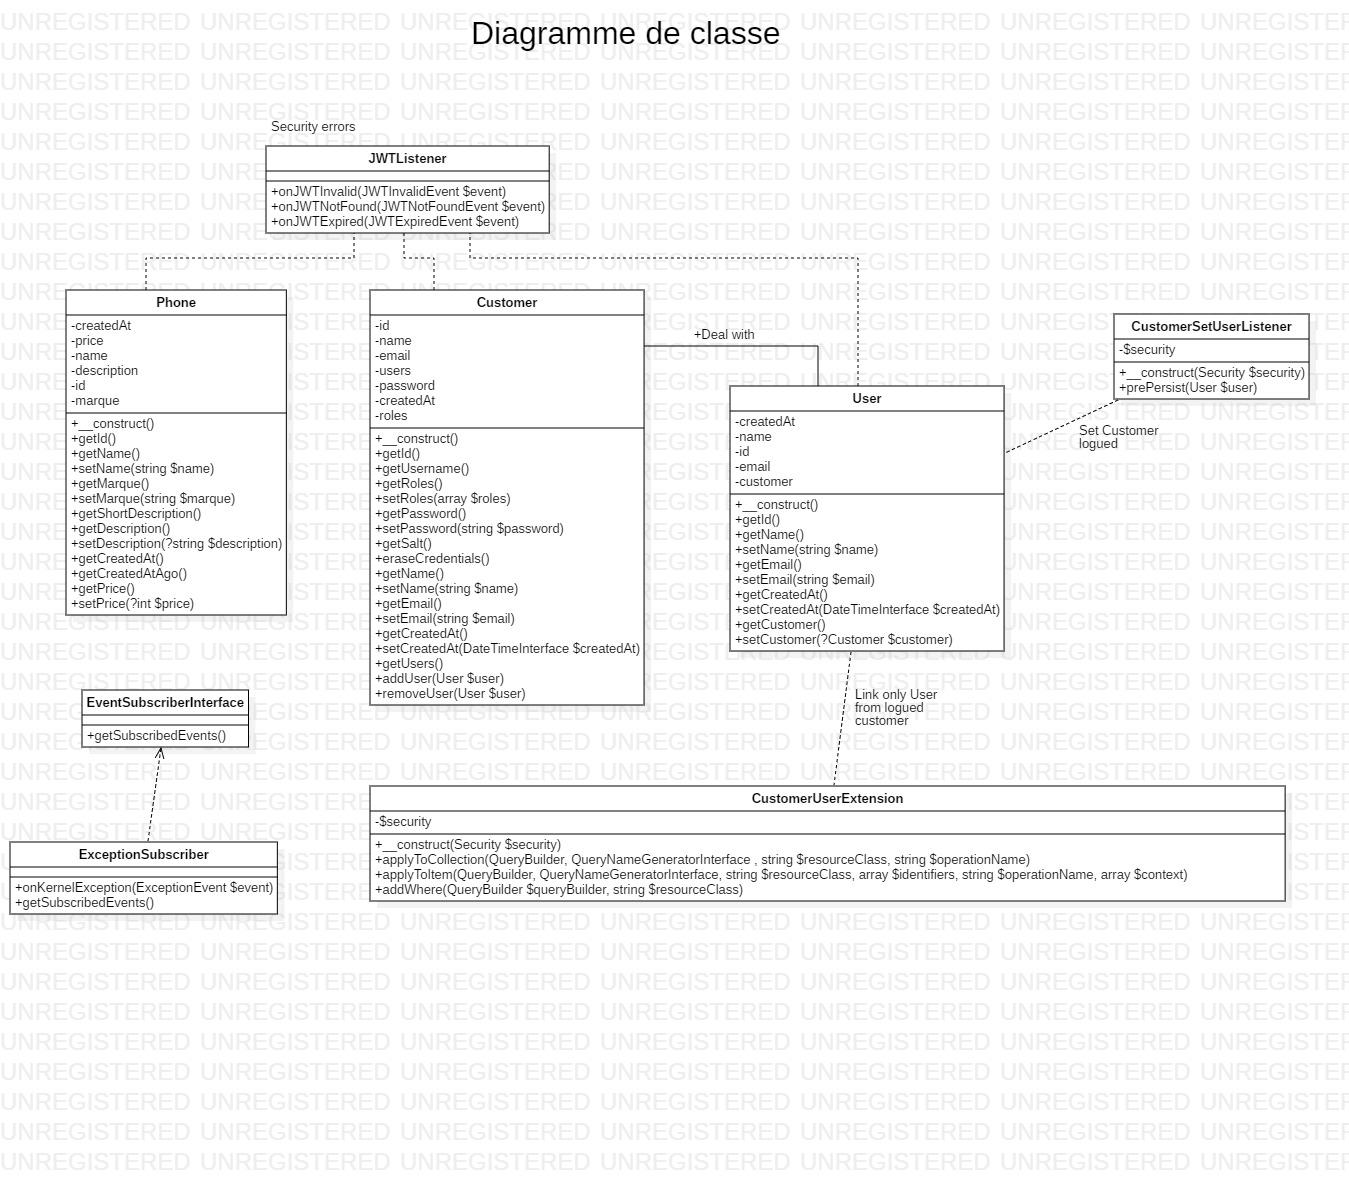 Diagramme de classe
Security errors
JWTListener
+onJWTInvalid(JWTInvalidEvent $event)
+onJWTNotFound(JWTNotFoundEvent $event)
+onJWTExpired(JWTExpiredEvent $event)
Phone
-createdAt
-price
-name
-description
-id
-marque
+__construct()
+getId()
+getName()
+setName(string $name)
+getMarque()
+setMarque(string $marque)
+getShortDescription()
+getDescription()
+setDescription(?string $description)
+getCreatedAt()
+getCreatedAtAgo()
+getPrice()
+setPrice(?int $price)
Customer
-id
-name
-email
-users
-password
-createdAt
-roles
+__construct()
+getId()
+getUsername()
+getRoles()
+setRoles(array $roles)
+getPassword()
+setPassword(string $password)
+getSalt()
+eraseCredentials()
+getName()
+setName(string $name)
+getEmail()
+setEmail(string $email)
+getCreatedAt()
+setCreatedAt(DateTimeInterface $createdAt)
+getUsers()
+addUser(User $user)
+removeUser(User $user)
+Deal with
User
-createdAt
-name
-id
-email
-customer
+__construct()
+getId()
+getName()
+setName(string $name)
+getEmail()
+setEmail(string $email)
+getCreatedAt()
+setCreatedAt(DateTimeInterface $createdAt)
+getCustomer()
+setCustomer(?Customer $customer)
CustomerSetUserListener
-$security
+__construct(Security $security)
+prePersist(User $user)
Set Customer
logued
Link only User
from logued
customer
EventSubscriberInterface
+getSubscribedEvents()
ExceptionSubscriber
+onKernelException(ExceptionEvent $event)
+getSubscribedEvents()
CustomerUserExtension
-$security
+__construct(Security $security)
+applyToCollection(QueryBuilder, QueryNameGeneratorInterface , string $resourceClass, string $operationName)
+applyToItem(QueryBuilder, QueryNameGeneratorInterface, string $resourceClass, array $identifiers, string $operationName, array $context)
+addWhere(QueryBuilder $queryBuilder, string $resourceClass)